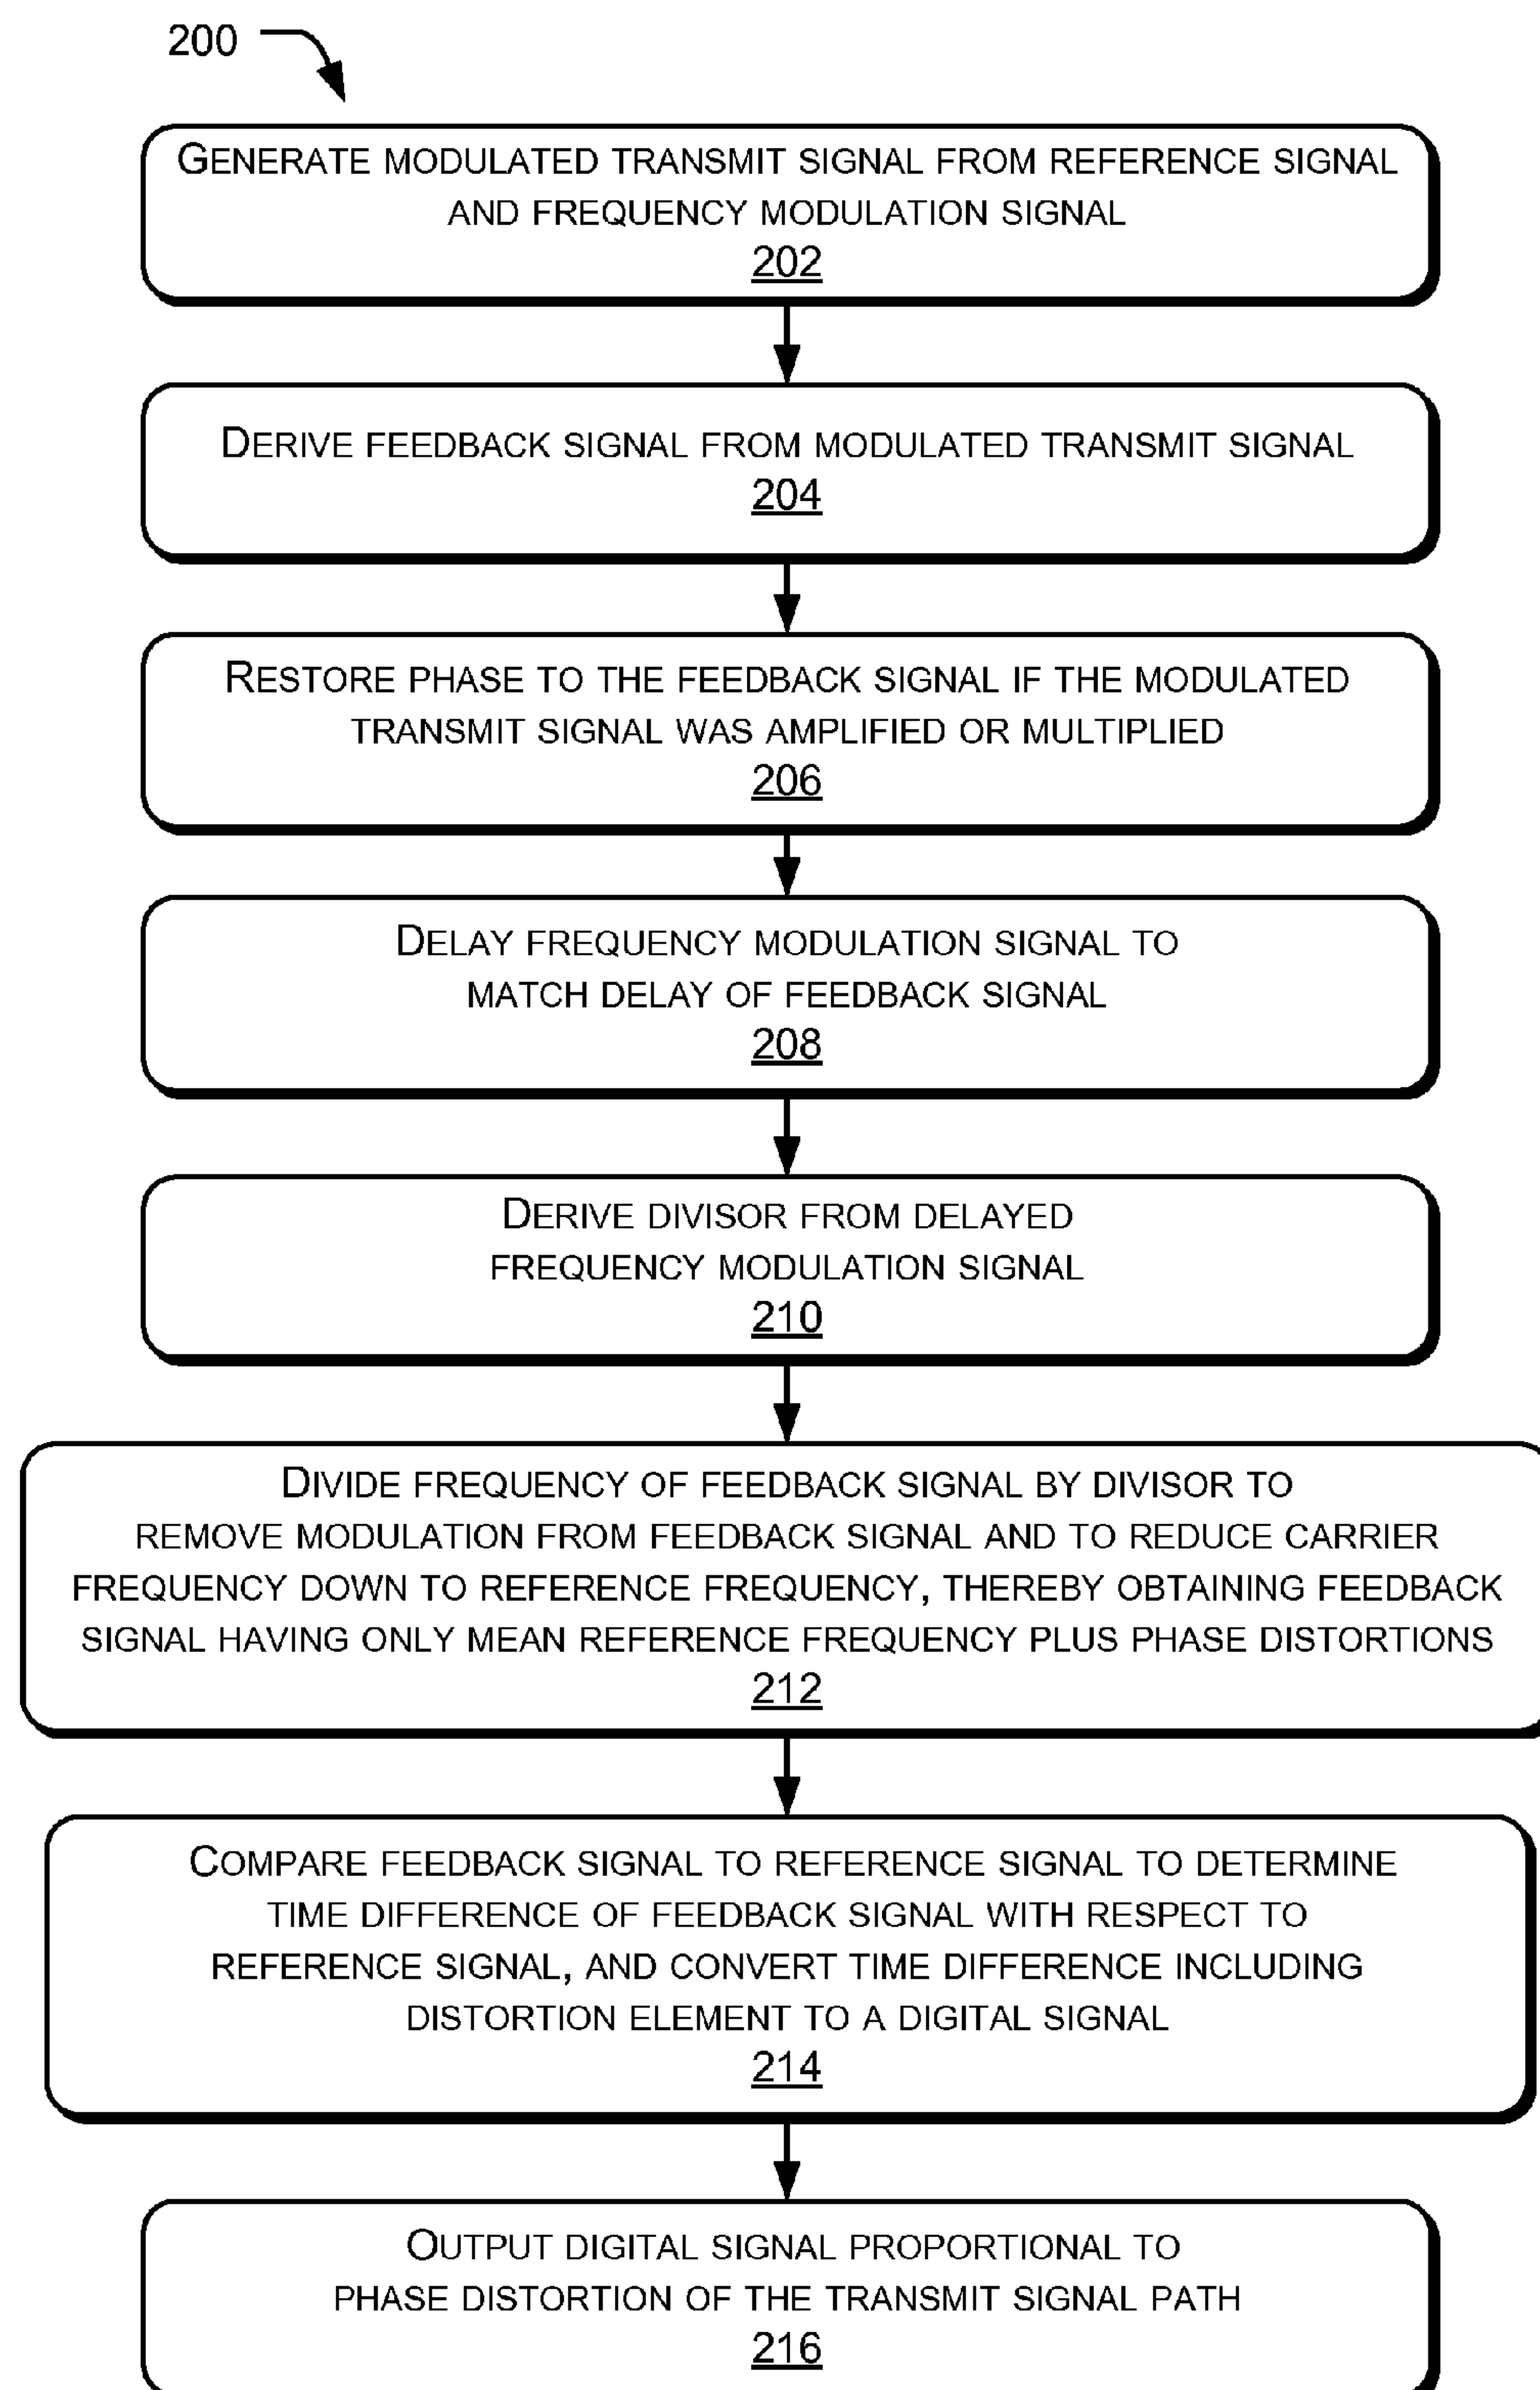 200
GENERATE MODULATED TRANSMIT SIGNAL FROM REFERENCE SIGNAL
AND FREQUENCY MODULATION SIGNAL
202
DERIVE FEEDBACK SIGNAL FROM MODULATED TRANSMIT SIGNAL
204
RESTORE PHASE TO THE FEEDBACK SIGNAL IF THE MODULATED
TRANSMIT SIGNAL WAS AMPLIFIED OR MULTIPLIED
206
DELAY FREQUENCY MODULATION SIGNAL TO
MATCH DELAY OF FEEDBACK SIGNAL
208
DERIVE DIVISOR FROM DELAYED
FREQUENCY MODULATION SIGNAL
210
DIVIDE FREQUENCY OF FEEDBACK SIGNAL BY DIVISOR TO
REMOVE MODULATION FROM FEEDBACK SIGNAL AND TO REDUCE CARRIER
FREQUENCY DOWN TO REFERENCE FREQUENCY, THEREBY OBTAINING FEEDBACK
SIGNAL HAVING ONLY MEAN REFERENCE FREQUENCY PLUS PHASE DISTORTIONS
212
COMPARE FEEDBACK SIGNAL TO REFERENCE SIGNAL TO DETERMINE
TIME DIFFERENCE OF FEEDBACK SIGNAL WITH RESPECT TO
REFERENCE SIGNAL, AND CONVERT TIME DIFFERENCE INCLUDING
DISTORTION ELEMENT TO A DIGITAL SIGNAL
214
OUTPUT DIGITAL SIGNAL PROPORTIONAL TO
PHASE DISTORTION OF THE TRANSMIT SIGNAL PATH
216